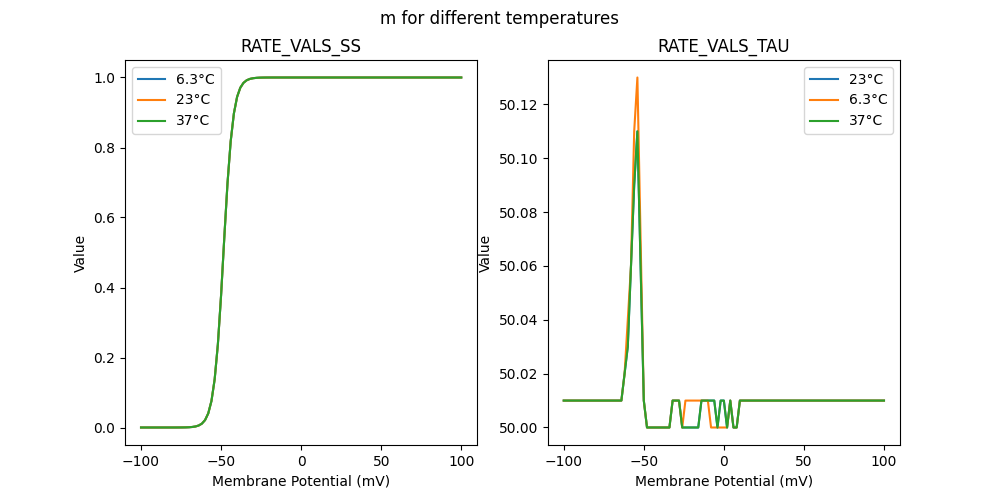 m for different temperatures
RATE_VALS_SS
1.0
0.8
0.6
0.4
0.2
0.0
Value
−100
−50
0
50
100
Membrane Potential (mV)
6.3°C
23°C
37°C
RATE_VALS_TAU
50.12
50.10
50.08
50.06
50.04
50.02
50.00
Value
−100
−50
0
50
100
Membrane Potential (mV)
23°C
6.3°C
37°C